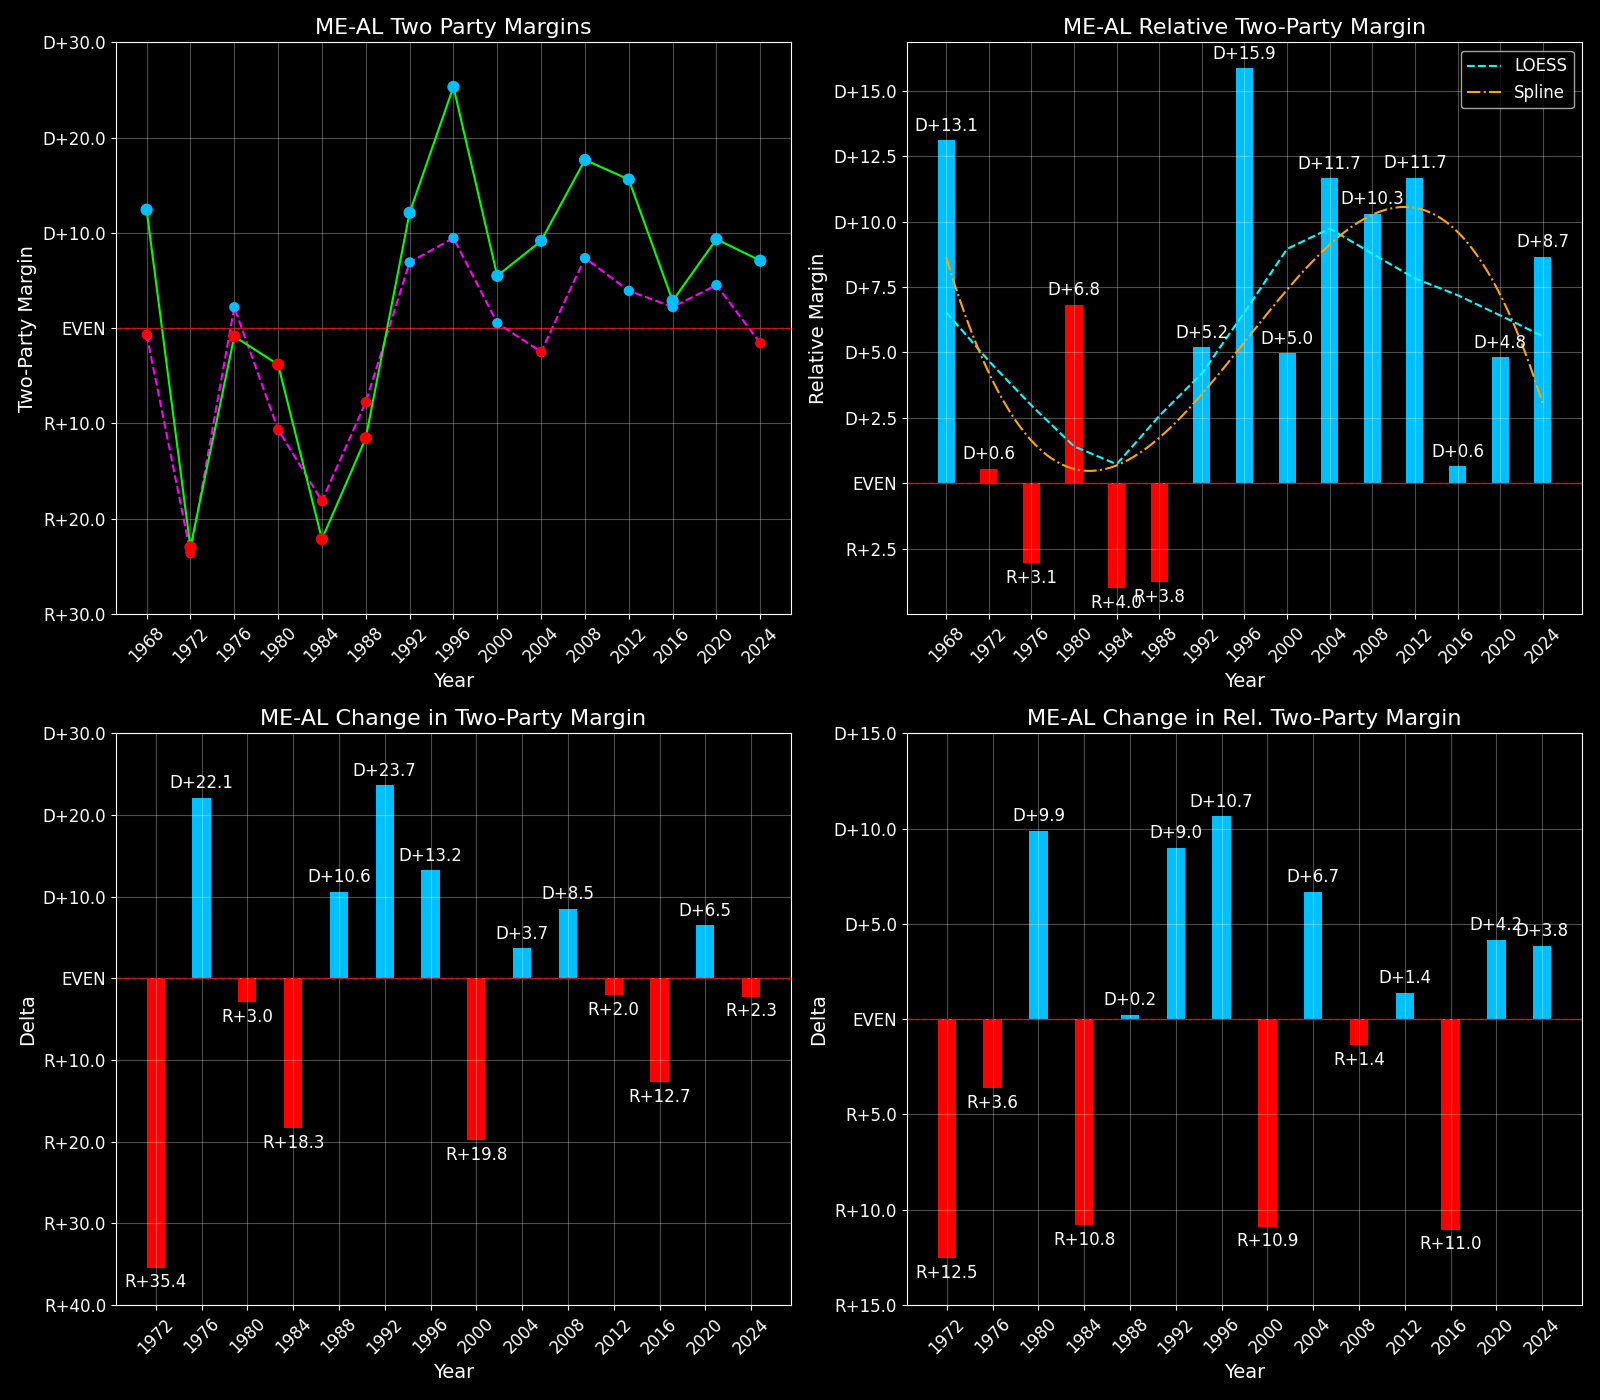 ME-AL Two Party Margins
D+30.0
D+20.0
D+10.0
EVEN
R+10.0
R+20.0
R+30.0
Two-Party Margin
1968
1972
1976
1980
1984
1988
1992
1996
2000
2004
2008
2012
2016
2020
2024
Year
ME-AL Relative Two-Party Margin
D+15.0
D+12.5
D+10.0
D+7.5
D+5.0
D+2.5
EVEN
R+2.5
Relative Margin
LOESS
Spline
D+13.1
D+0.6
R+3.1
D+6.8
R+4.0
R+3.8
D+5.2
D+15.9
D+5.0
D+11.7
D+10.3
D+11.7
D+0.6
D+4.8
D+8.7
1968
1972
1976
1980
1984
1988
1992
1996
2000
2004
2008
2012
2016
2020
2024
Year
ME-AL Change in Two-Party Margin
D+30.0
D+20.0
D+10.0
EVEN
R+10.0
R+20.0
R+30.0
R+40.0
Delta
R+35.4
D+22.1
R+3.0
R+18.3
D+10.6
D+23.7
D+13.2
R+19.8
D+3.7
D+8.5
R+2.0
R+12.7
D+6.5
R+2.3
1972
1976
1980
1984
1988
1992
1996
2000
2004
2008
2012
2016
2020
2024
Year
ME-AL Change in Rel. Two-Party Margin
D+15.0
D+10.0
D+5.0
EVEN
R+5.0
R+10.0
R+15.0
Delta
R+12.5
R+3.6
D+9.9
R+10.8
D+0.2
D+9.0
D+10.7
R+10.9
D+6.7
R+1.4
D+1.4
R+11.0
D+4.2
D+3.8
1972
1976
1980
1984
1988
1992
1996
2000
2004
2008
2012
2016
2020
2024
Year